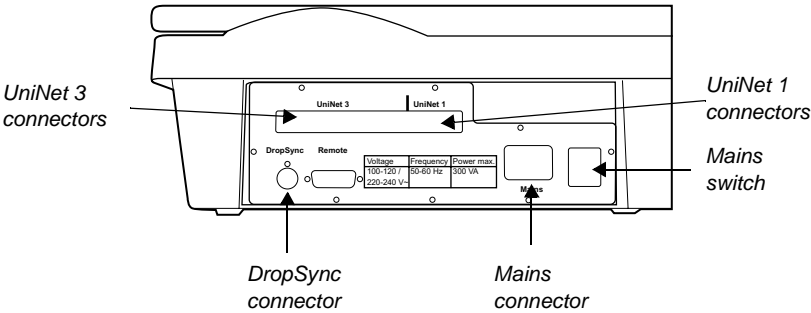 UniNet 3
connectors
UniNet 1
connectors
Mains
switch
UniNet 3 UniNet 1
DropSync Remote
Voltage Frequency Power max.
100-120 / 50-60 Hz 300 VA
220-240 V~
Mains
DropSync
connector
Mains
connector